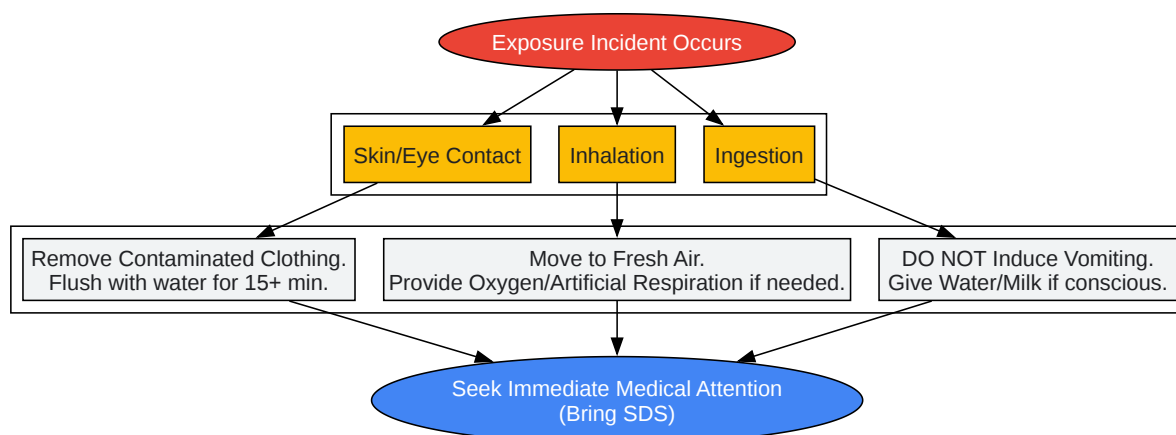 Exposure Incident Occurs
Skin/Eye Contact
Inhalation
Ingestion
Remove Contaminated Clothing.
Flush with water for 15+ min.
Move to Fresh Air.
Provide Oxygen/Artificial Respiration if needed.
DO NOT Induce Vomiting.
Give Water/Milk if conscious.
Seek Immediate Medical Attention
(Bring SDS)